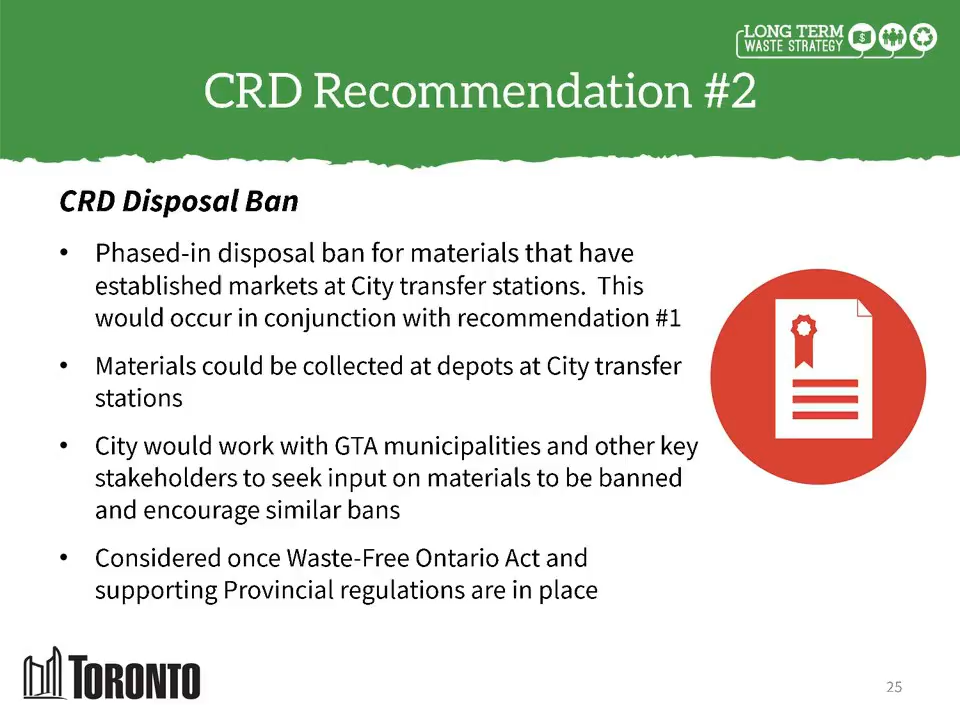 LONG TERM
WASTE STRATEGY
$
CRD Recommendation #2
CRD Disposal Ban
• Phased-in disposal ban for materials that have
established markets at City transfer stations.  This
would occur in conjunction with recommendation #1
• Materials could be collected at depots at City transfer
stations
• City would work with GTA municipalities and other key
stakeholders to seek input on materials to be banned
and encourage similar bans
• Considered once Waste-Free Ontario Act and
supporting Provincial regulations are in place
TORONTO
25